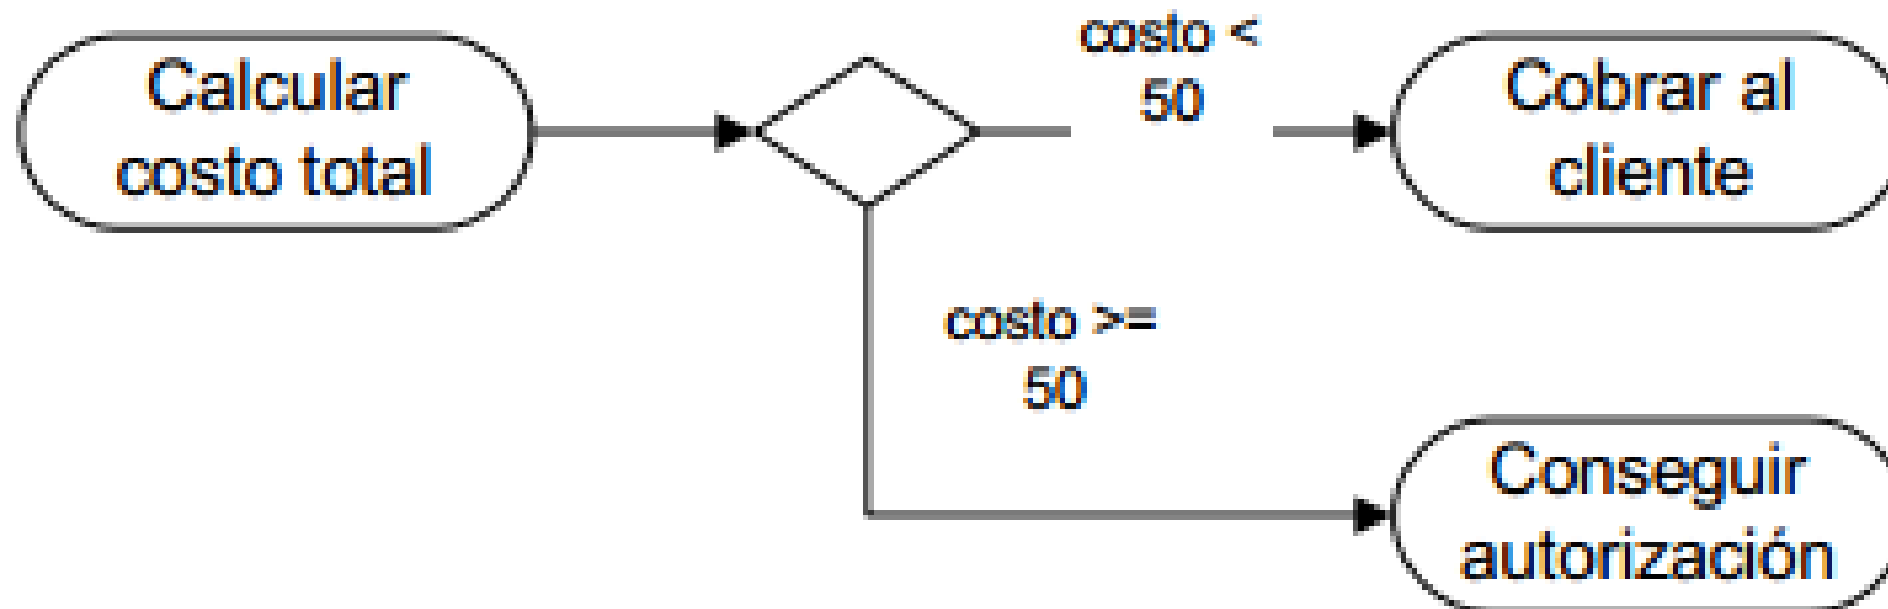 Calcular
costo total
costo <
50
Cobrar al
cliente
costo >=
50
Conseguir
autorización